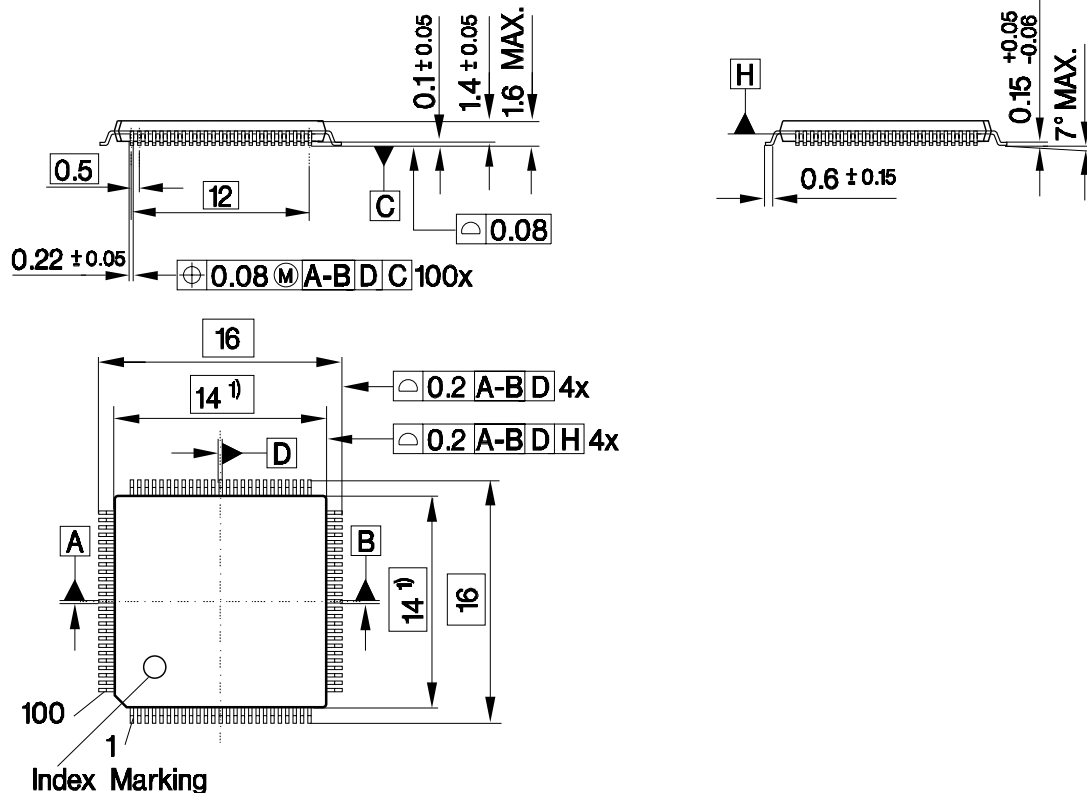 0.1 ± 0.05
1.4 ± 0.05
1.6 MAX.
H
0.15 +0.05 -0.06
7° MAX.
0.5
12
C
0.6 ± 0.15
⌓ 0.08
0.22 ± 0.05
⌖ 0.08 Ⓜ A-B D C 100x
16
14 1)
⌓ 0.2 A-B D 4x
⌓ 0.2 A-B D H 4x
D
A
B
14 1)
16
100
1
Index Marking